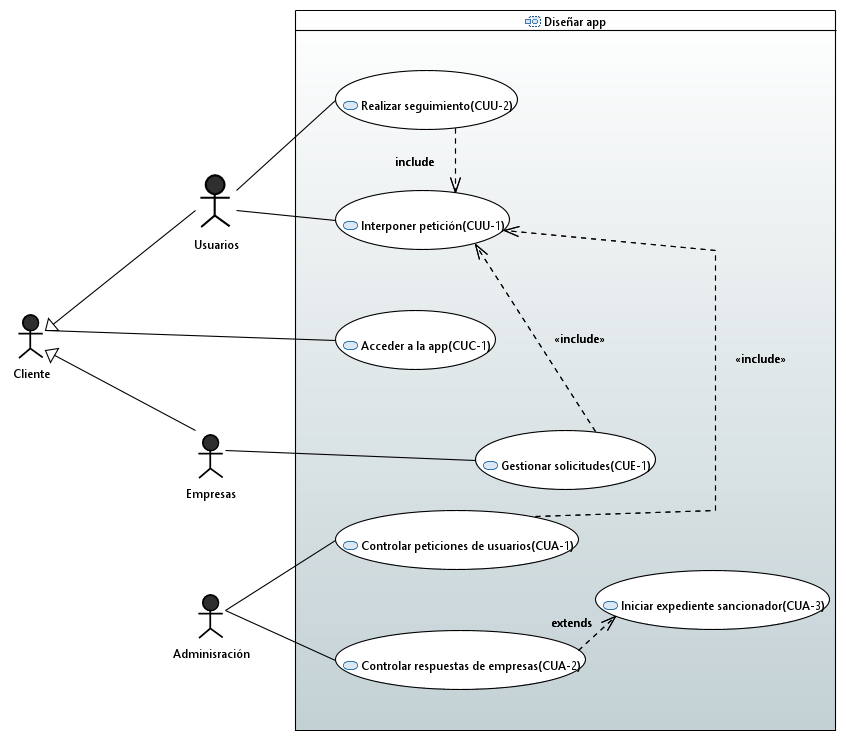 Diseñar app
Realizar seguimiento(CUU-2)
include
Interponer petición(CUU-1)
Usuarios
Acceder a la app(CUC-1)
«include»
«include»
Cliente
Gestionar solicitudes(CUE-1)
Empresas
Controlar peticiones de usuarios(CUA-1)
Iniciar expediente sancionador(CUA-3)
extends
Adminisración
Controlar respuestas de empresas(CUA-2)